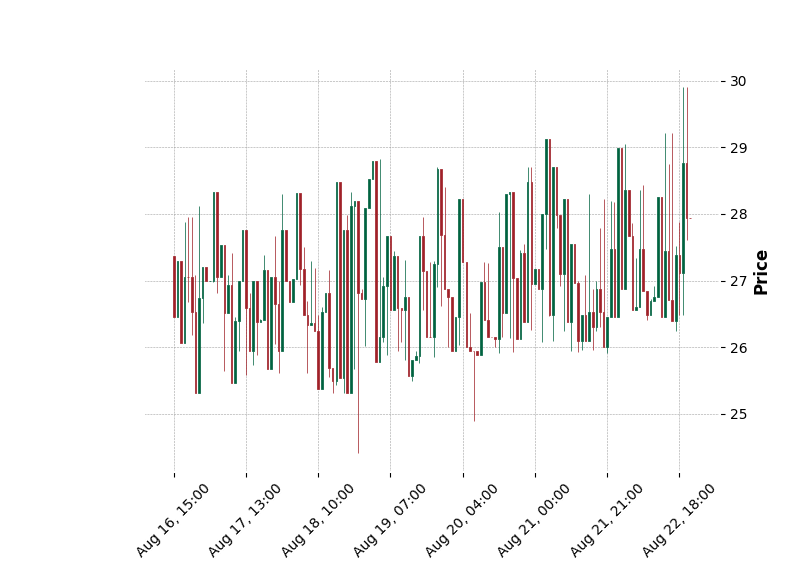 30
29
28
27
26
25
Price
Aug 16, 15:00
Aug 17, 13:00
Aug 18, 10:00
Aug 19, 07:00
Aug 20, 04:00
Aug 21, 00:00
Aug 21, 21:00
Aug 22, 18:00